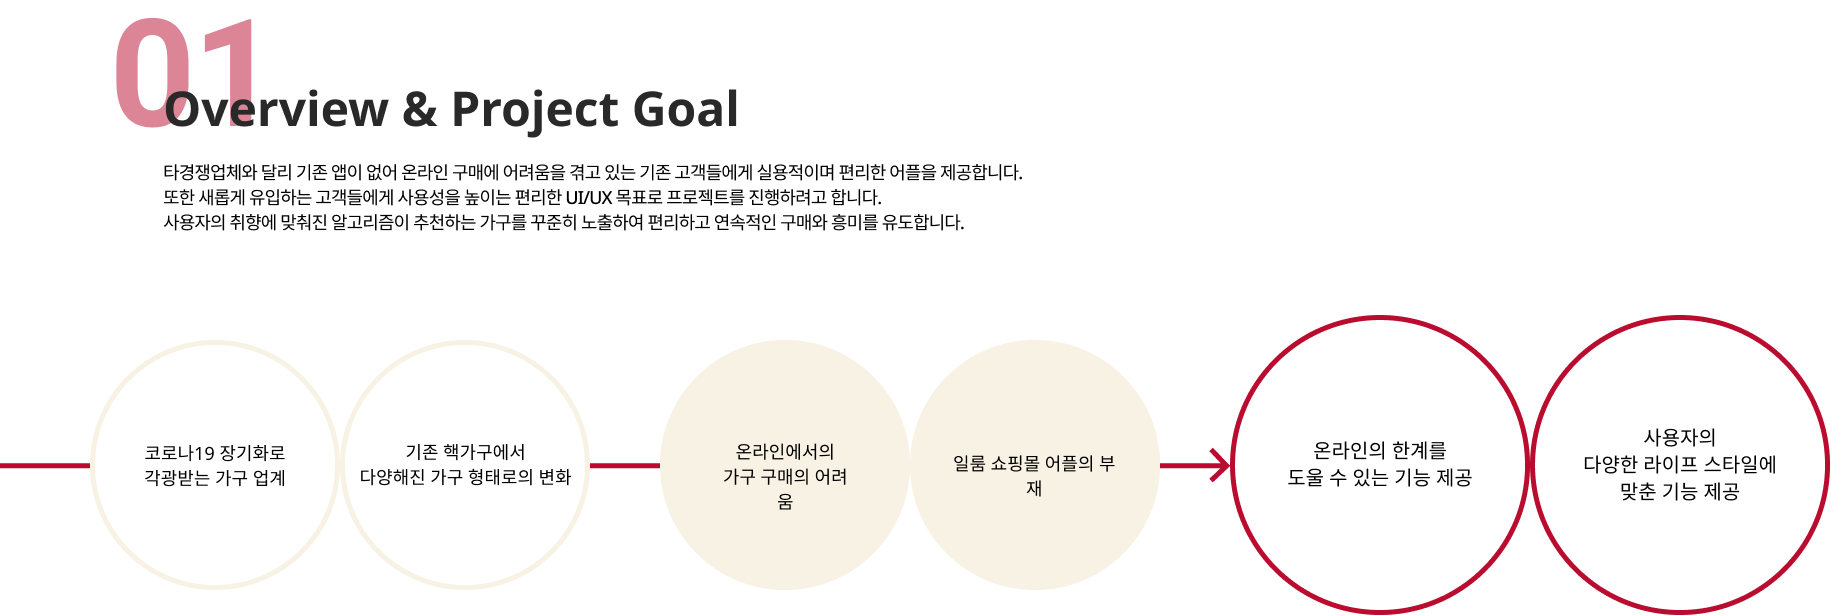 01
Overview & Project Goal
타경쟁업체와 달리 기존 앱이 없어 온라인 구매에 어려움을 겪고 있는 기존 고객들에게 실용적이며 편리한 어플을 제공합니다.
또한 새롭게 유입하는 고객들에게 사용성을 높이는 편리한 UI/UX 목표로 프로젝트를 진행하려고 합니다.
사용자의 취향에 맞춰진 알고리즘이 추천하는 가구를 꾸준히 노출하여 편리하고 연속적인 구매와 흥미를 유도합니다.
코로나19 장기화로
각광받는 가구 업계
기존 핵가구에서
다양해진 가구 형태로의 변화
온라인에서의
가구 구매의 어려
움
일룸 쇼핑몰 어플의 부
재
온라인의 한계를
도울 수 있는 기능 제공
사용자의
다양한 라이프 스타일에
맞춘 기능 제공